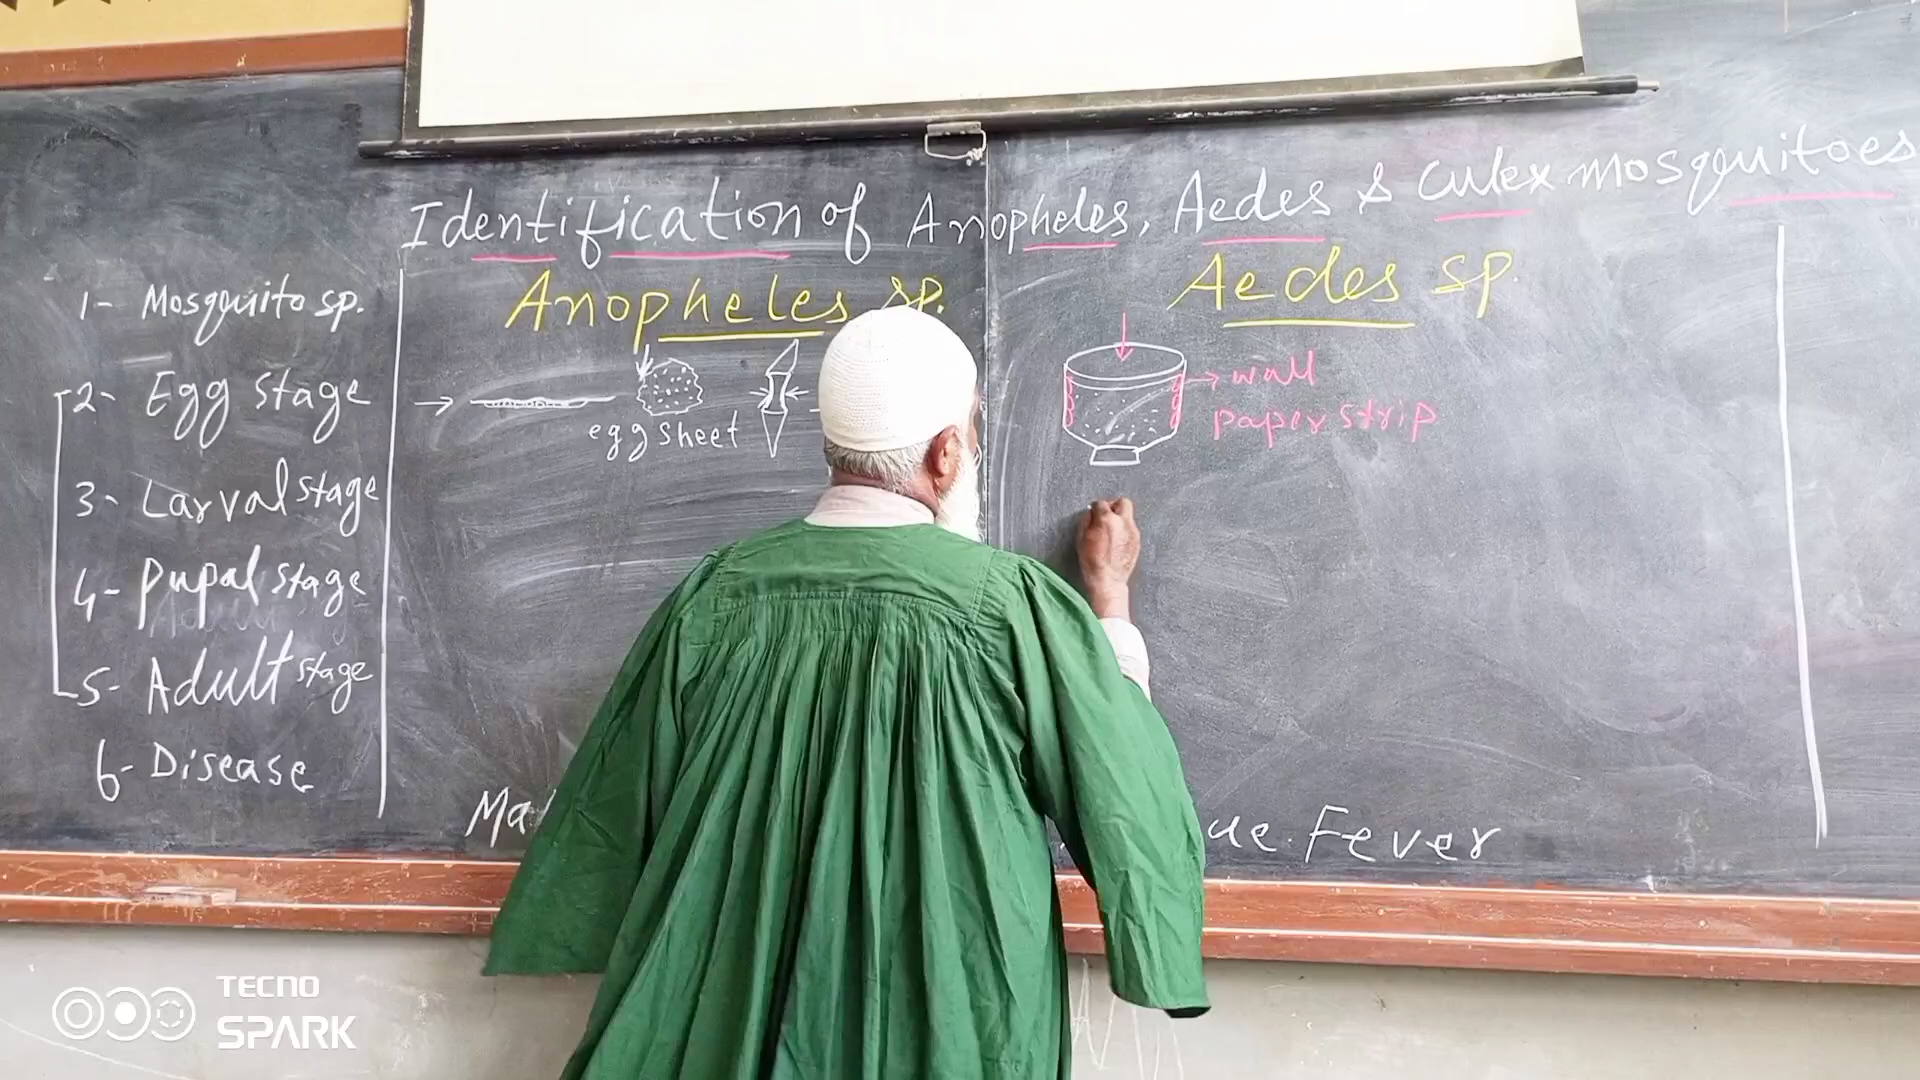 Identification of Anopheles, Aedes & Culex mosquitoes
Anopheles sp.
Aedes sp.
1- Mosquito sp.
2- Egg stage
3- Larval stage
4- Pupal stage
5- Adult stage
6- Disease
egg sheet
wall
paper strip
Fever
TECNO
SPARK